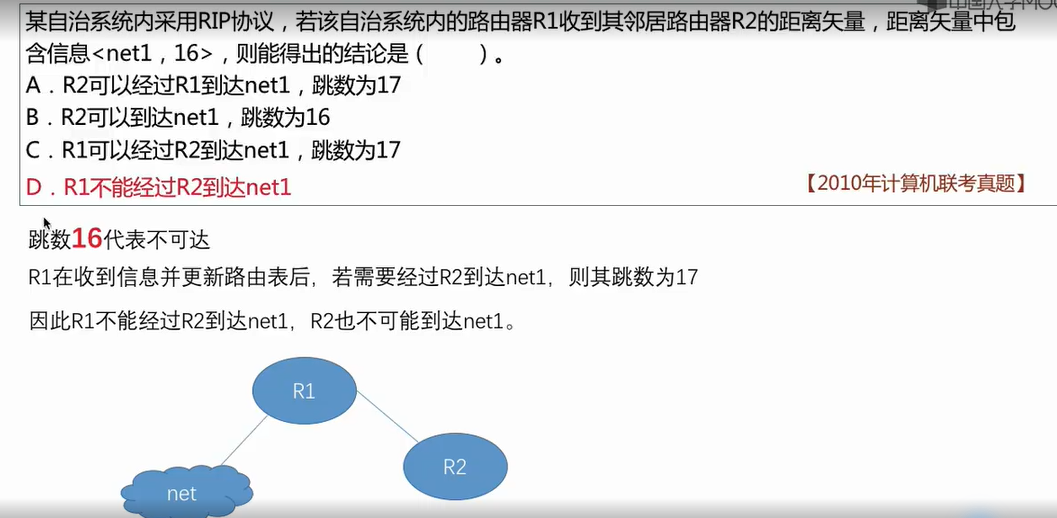 某自治系统内采用RIP协议，若该自治系统内的路由器R1收到其邻居路由器R2的距离矢量，距离矢量中包
含信息<net1，16>，则能得出的结论是（　　）。
A．R2可以经过R1到达net1，跳数为17
B．R2可以到达net1，跳数为16
C．R1可以经过R2到达net1，跳数为17
D．R1不能经过R2到达net1
【2010年计算机联考真题】
跳数16代表不可达
R1在收到信息并更新路由表后，若需要经过R2到达net1，则其跳数为17
因此R1不能经过R2到达net1，R2也不可能到达net1。
R1
R2
net